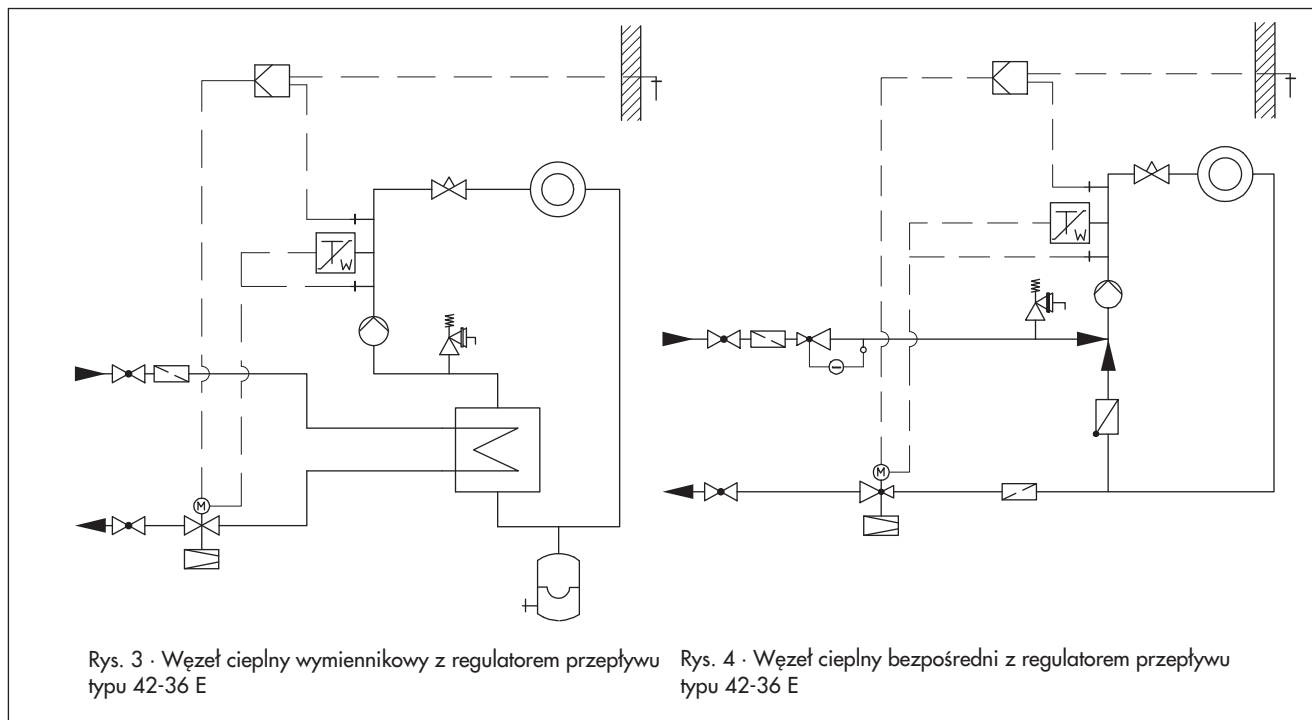 T
W
M
T
W
M
Rys. 3 · Węzeł cieplny wymiennikowy z regulatorem przepływu
typu 42-36 E
Rys. 4 · Węzeł cieplny bezpośredni z regulatorem przepływu
typu 42-36 E